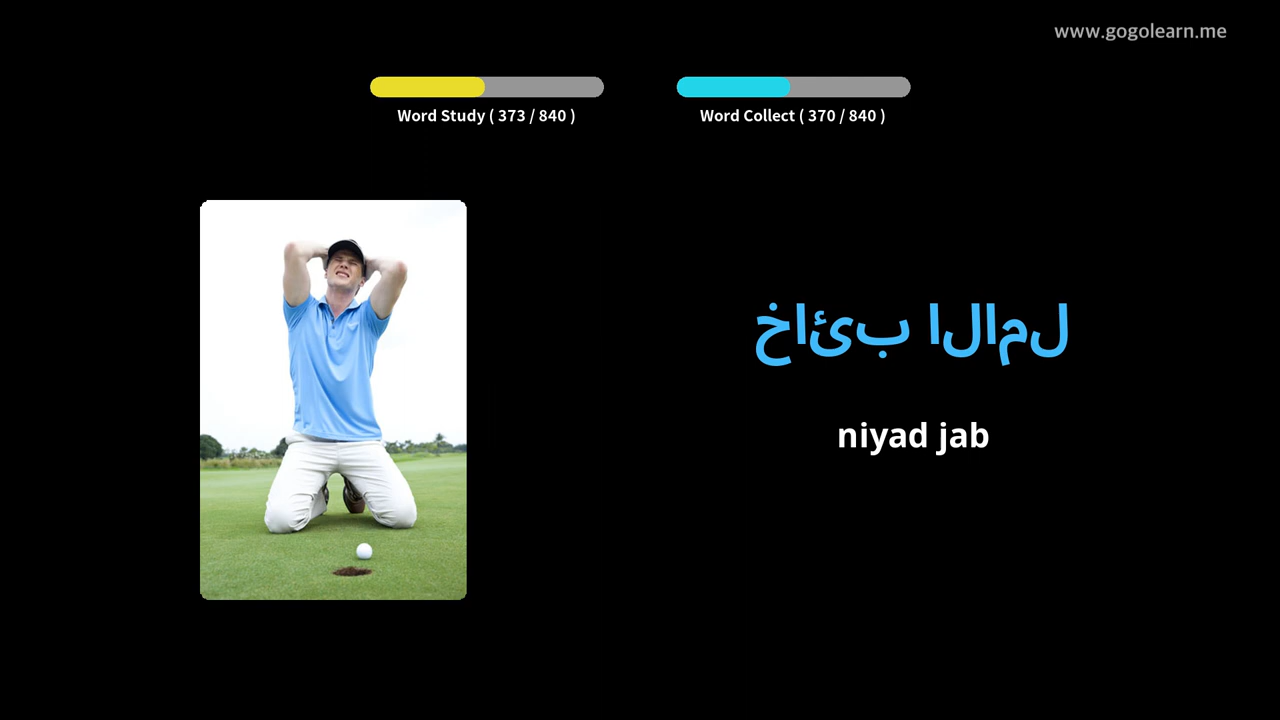 www.gogolearn.me
Word Study ( 373 / 840 )
Word Collect ( 370 / 840 )
خائب الامل
niyad jab